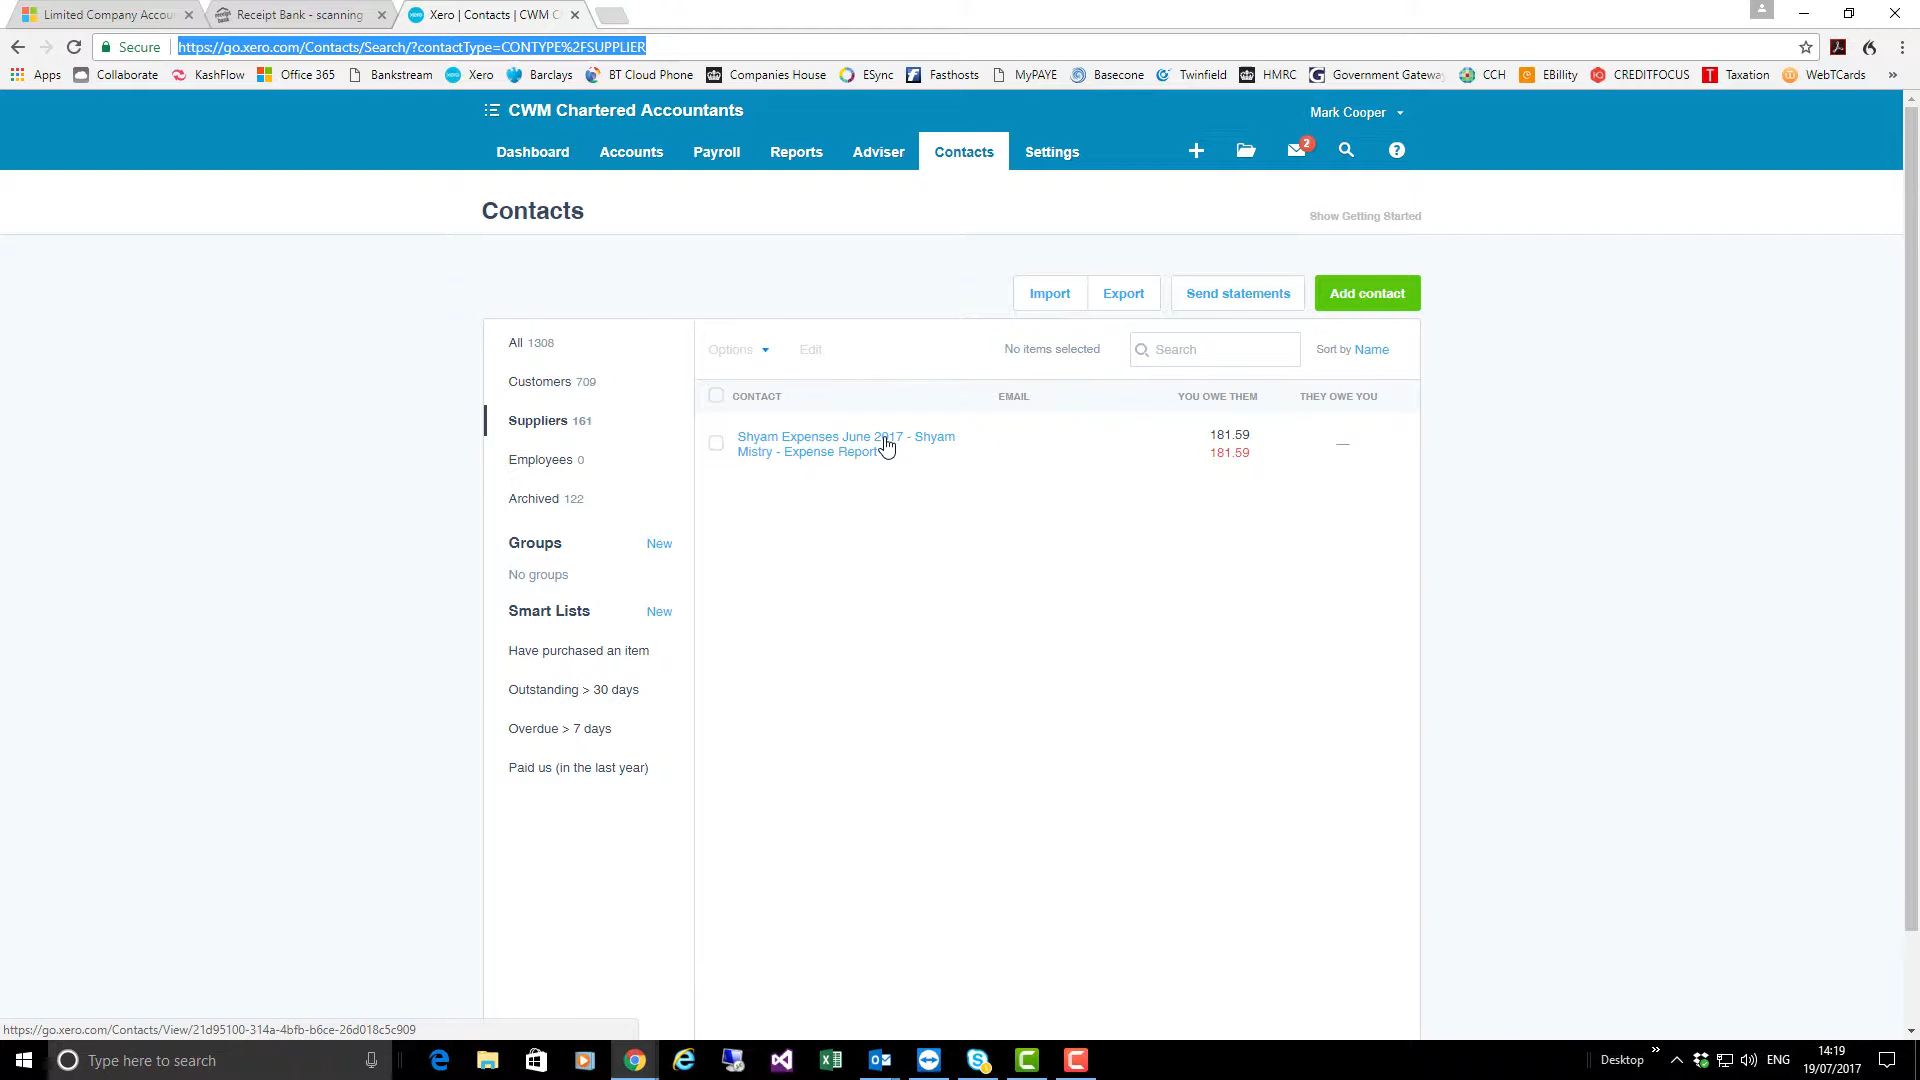 Limited Company Accou
Receipt Bank - scanning
Xero | Contacts | CWM C
Secure
https://go.xero.com/Contacts/Search/?contactType=CONTYPE%2FSUPPLIER
Apps Collaborate KashFlow Office 365 Bankstream Xero Barclays BT Cloud Phone Companies House ESync Fasthosts MyPAYE Basecone Twinfield HMRC Government Gateway CCH EBillity CREDITFOCUS Taxation WebTCards »
CWM Chartered Accountants
Mark Cooper
Dashboard Accounts Payroll Reports Adviser Contacts Settings
2
?
Contacts
Show Getting Started
Import Export Send statements Add contact
All 1308
Customers 709
Suppliers 161
Employees 0
Archived 122
Groups New
No groups
Smart Lists New
Have purchased an item
Outstanding > 30 days
Overdue > 7 days
Paid us (in the last year)
Options Edit No items selected Search Sort by Name
CONTACT EMAIL YOU OWE THEM THEY OWE YOU
Shyam Expenses June 2017 - Shyam
Mistry - Expense Report
181.59
181.59
—
https://go.xero.com/Contacts/View/21d95100-314a-4bfb-b6ce-26d018c5c909
Type here to search
Desktop »
ENG
14:19
19/07/2017